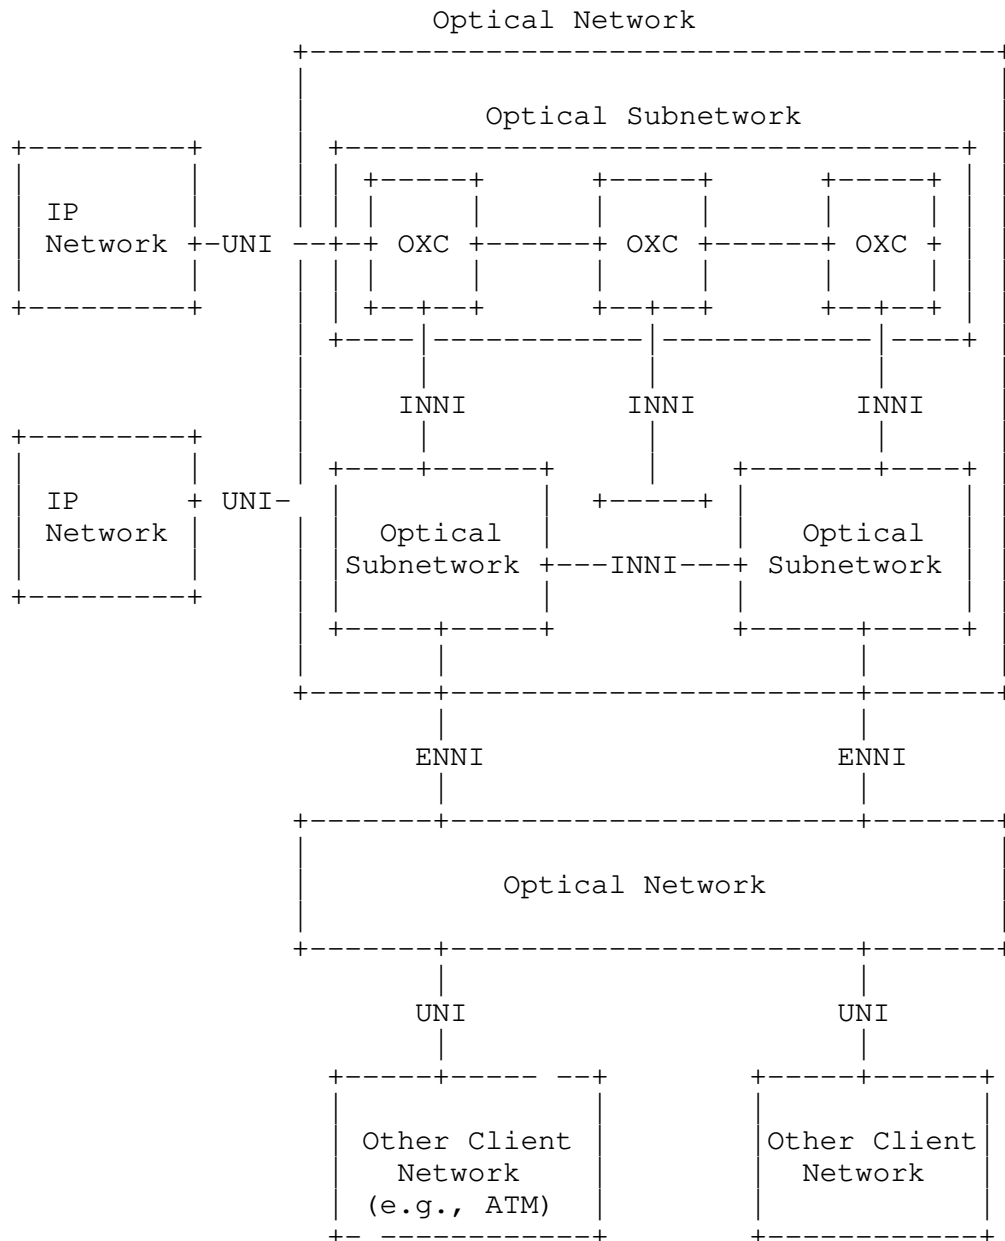 Optical Network
Optical Subnetwork
IP
Network
UNI
OXC OXC OXC
INNI INNI INNI
IP
Network
UNI
Optical
Subnetwork
INNI
Optical
Subnetwork
ENNI ENNI
Optical Network
UNI UNI
Other Client
Network
(e.g., ATM)
Other Client
Network